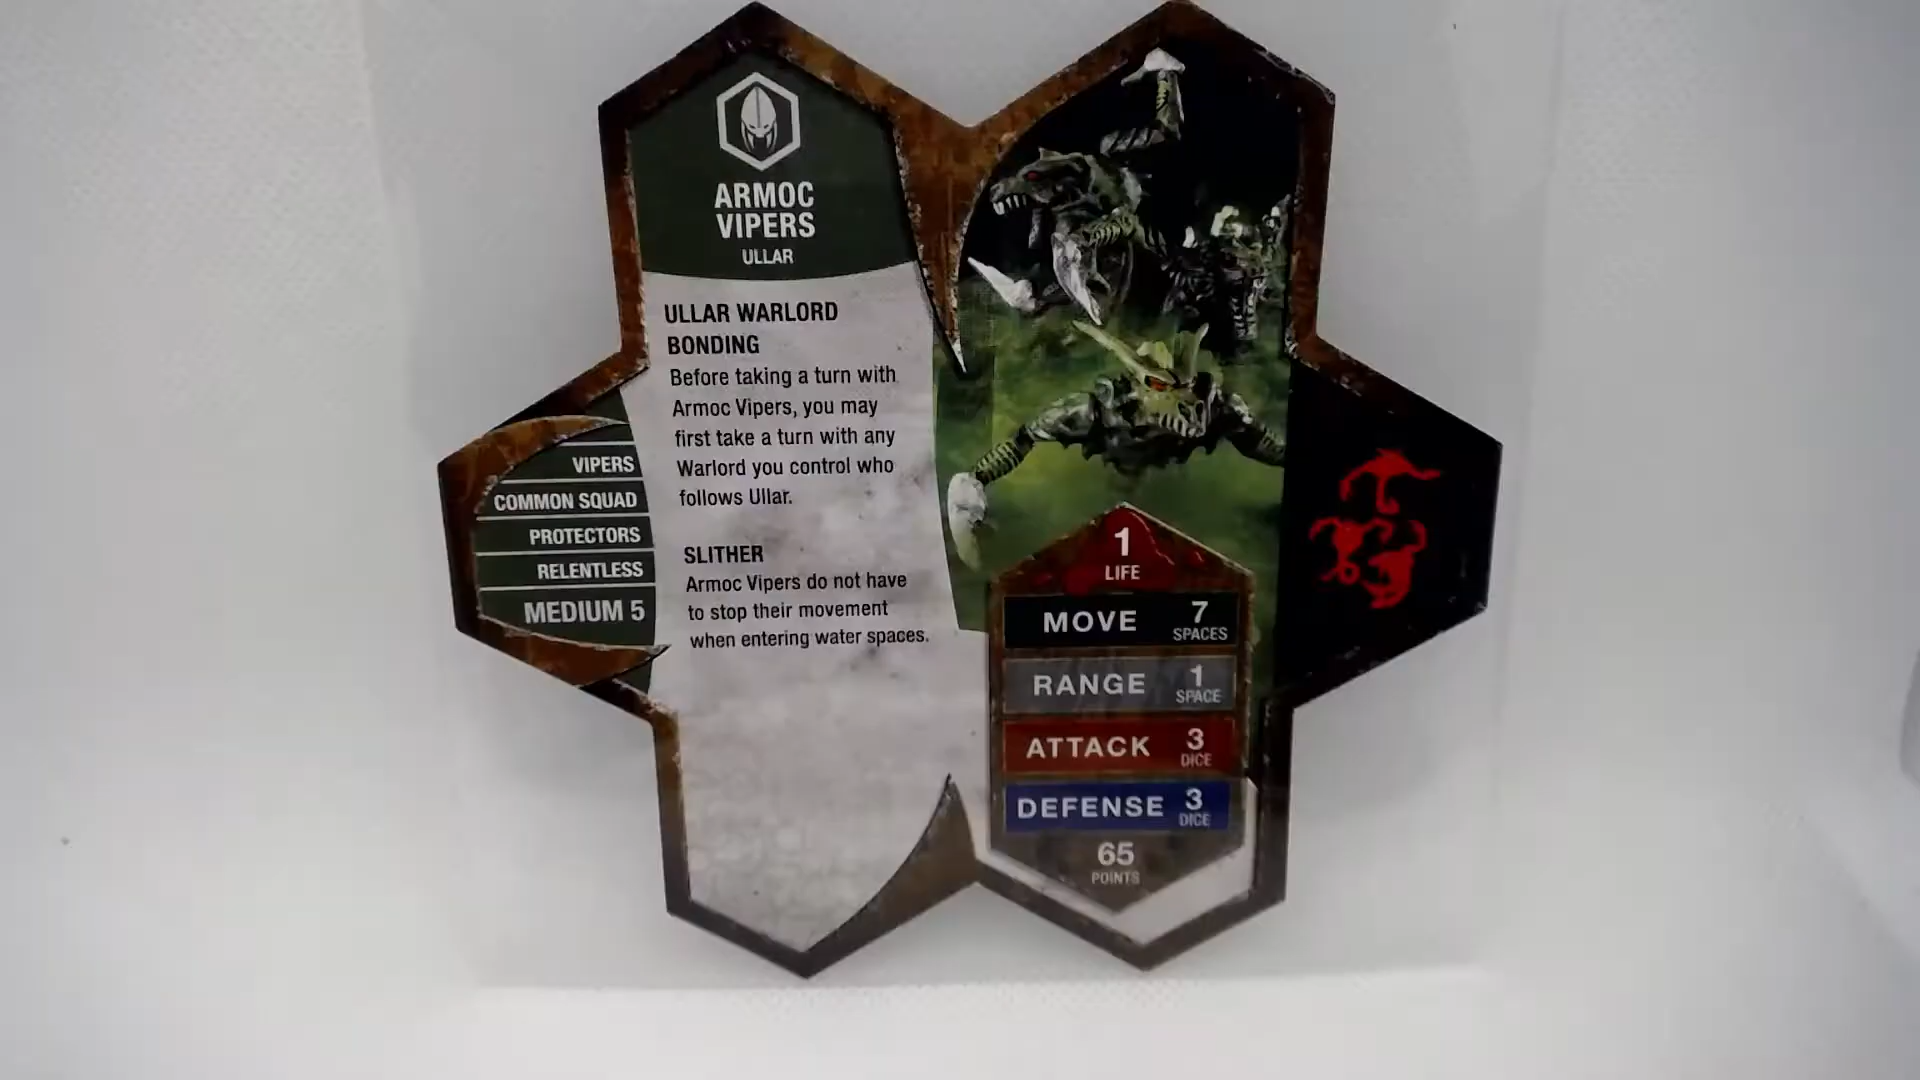 ARMOC
VIPERS
ULLAR
ULLAR WARLORD
BONDING
Before taking a turn with
Armoc Vipers, you may
first take a turn with any
Warlord you control who
follows Ullar.
SLITHER
Armoc Vipers do not have
to stop their movement
when entering water spaces.
VIPERS
COMMON SQUAD
PROTECTORS
RELENTLESS
MEDIUM 5
1
LIFE
MOVE 7 SPACES
RANGE 1 SPACE
ATTACK 3 DICE
DEFENSE 3 DICE
65
POINTS